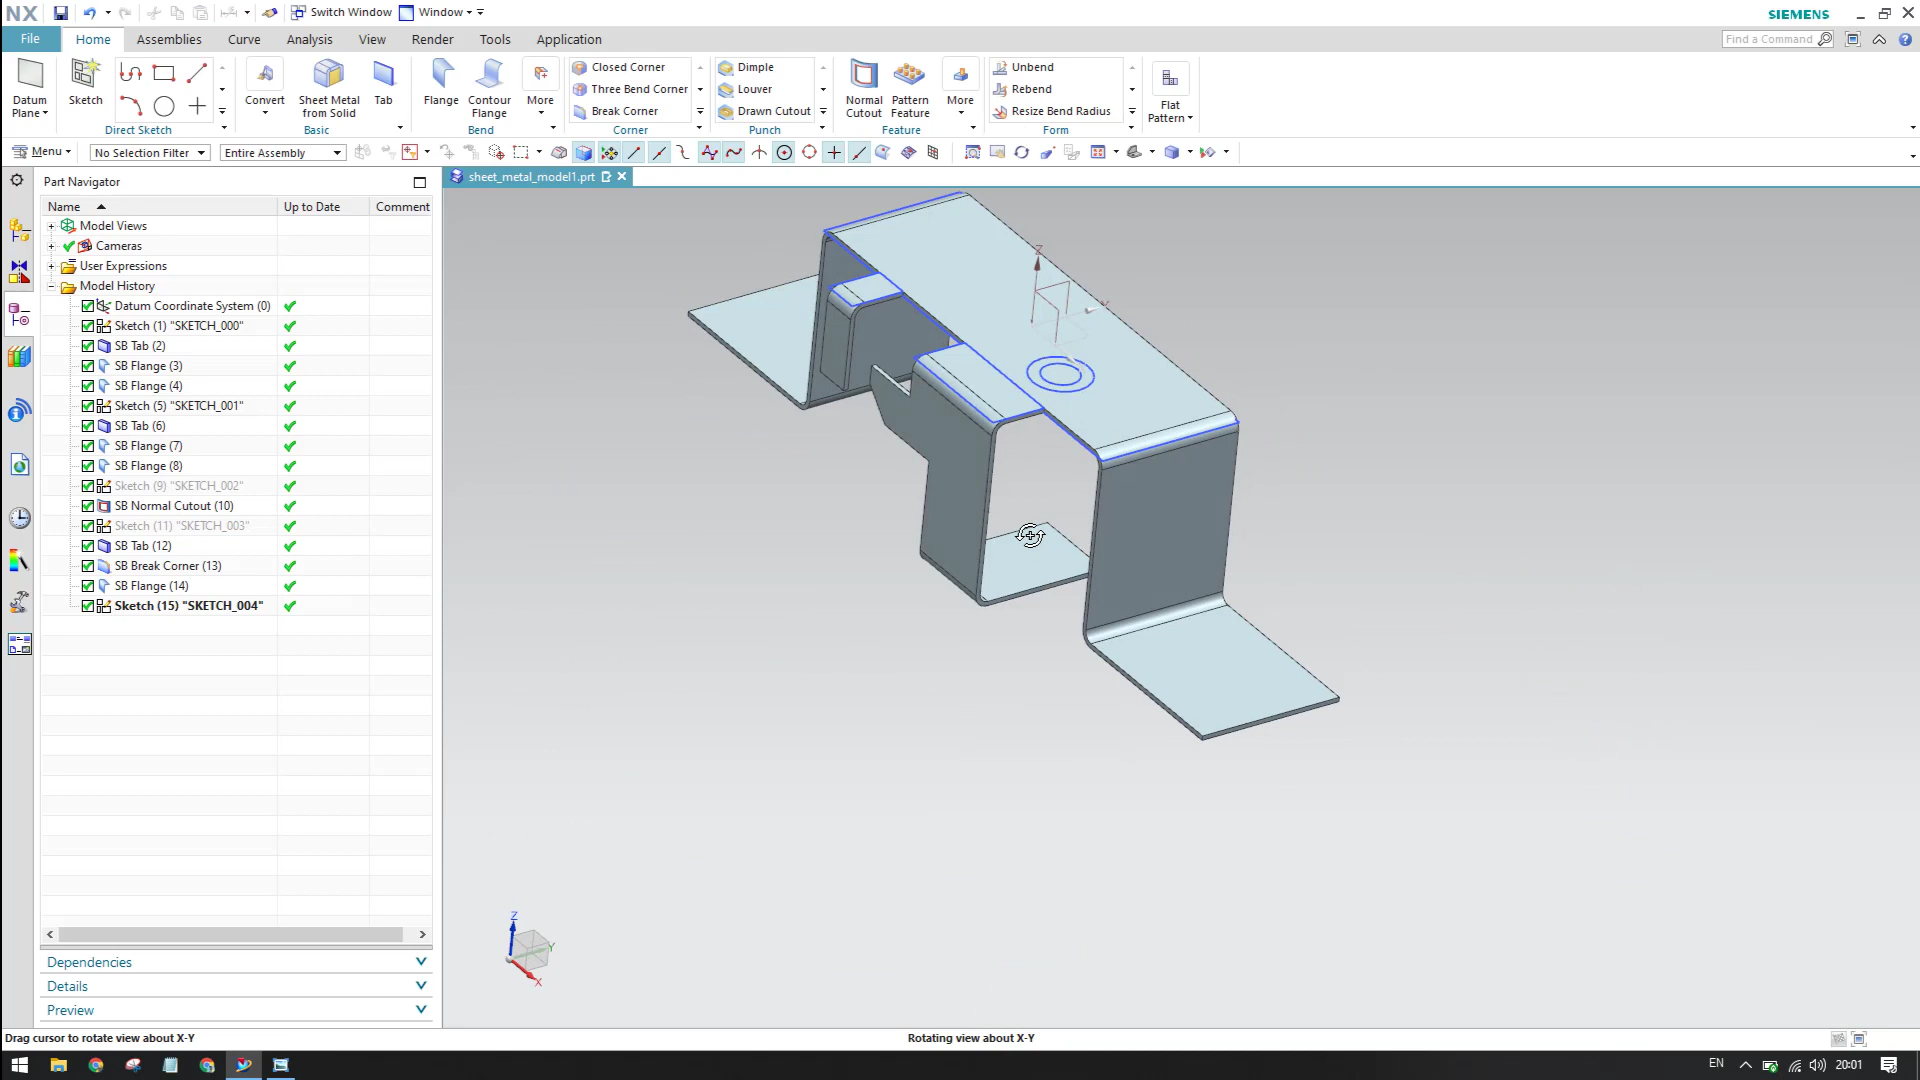 NX Switch Window Window SIEMENS
File Home Assemblies Curve Analysis View Render Tools Application Find a Command
Datum Plane Sketch Convert Sheet Metal from Solid Tab Flange Contour Flange More Closed Corner Three Bend Corner Break Corner Dimple Louver Drawn Cutout Normal Cutout Pattern Feature More Unbend Rebend Resize Bend Radius Flat Pattern
Direct Sketch Basic Bend Corner Punch Feature Form
Menu No Selection Filter Entire Assembly
Part Navigator sheet_metal_model1.prt
Name Up to Date Comment
Model Views
Cameras
User Expressions
Model History
Datum Coordinate System (0)
Sketch (1) "SKETCH_000"
SB Tab (2)
SB Flange (3)
SB Flange (4)
Sketch (5) "SKETCH_001"
SB Tab (6)
SB Flange (7)
SB Flange (8)
Sketch (9) "SKETCH_002"
SB Normal Cutout (10)
Sketch (11) "SKETCH_003"
SB Tab (12)
SB Break Corner (13)
SB Flange (14)
Sketch (15) "SKETCH_004"
Z
Z
Y
X
Dependencies
Details
Preview
Drag cursor to rotate view about X-Y Rotating view about X-Y
EN 20:01